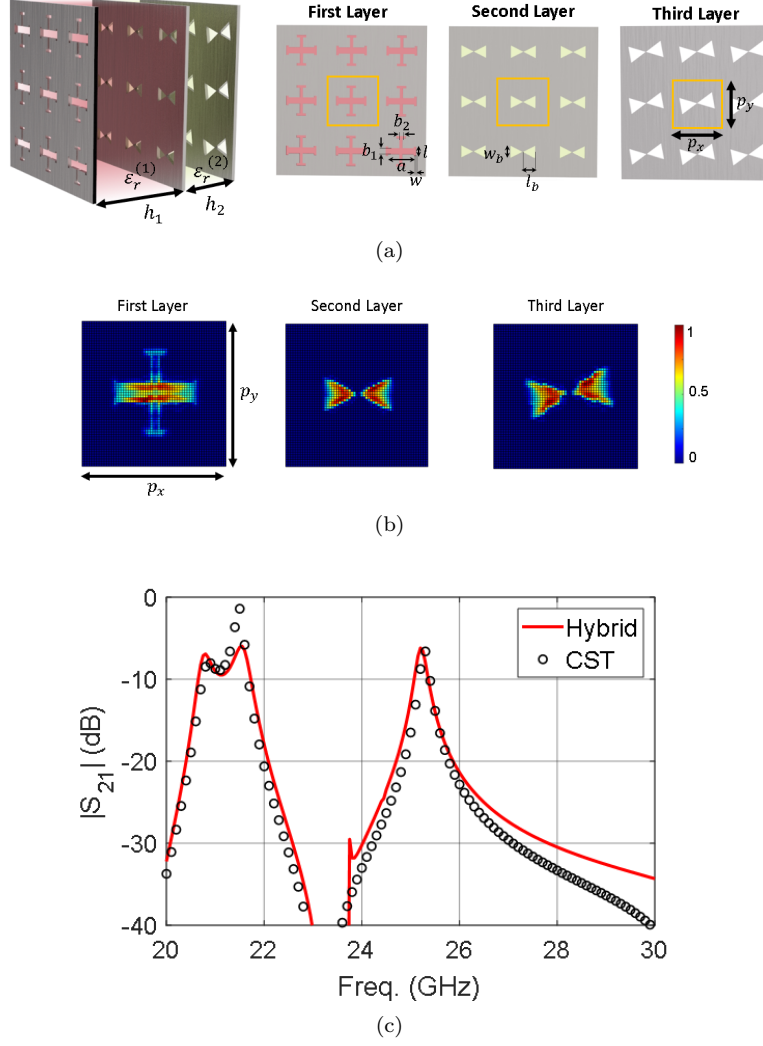 First Layer Second Layer Third Layer
ε_r^(1) ε_r^(2)
h_1 h_2
b_2
b_1 a l
w
w_b
l_b
p_y
p_x
(a)
First Layer Second Layer Third Layer
p_y
p_x
1
0.5
0
(b)
|S_21| (dB)
0
-10
-20
-30
-40
Hybrid
CST
20 22 24 26 28 30
Freq. (GHz)
(c)